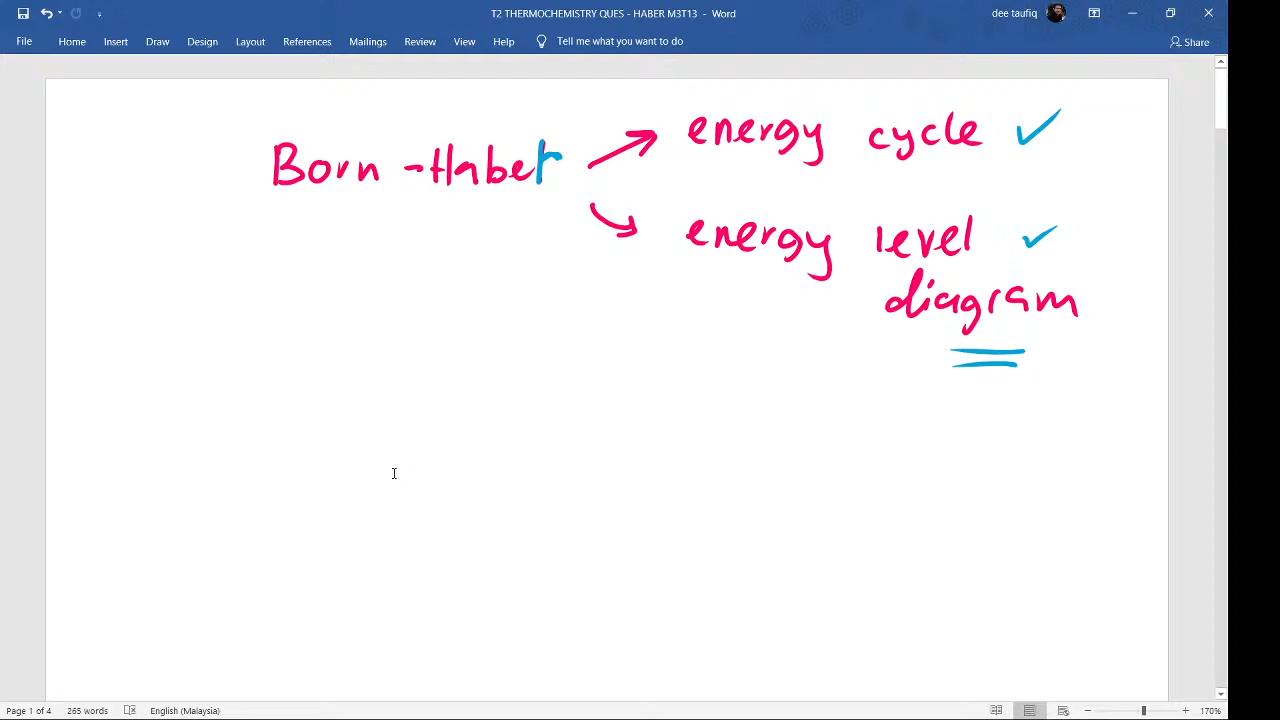 T2 THERMOCHEMISTRY QUES - HABER M3T13 - Word
dee taufiq
File Home Insert Draw Design Layout References Mailings Review View Help Tell me what you want to do
Share
Born - Haber
energy cycle
energy level
diagram
Page 1 of 4 265 words English (Malaysia)
170%